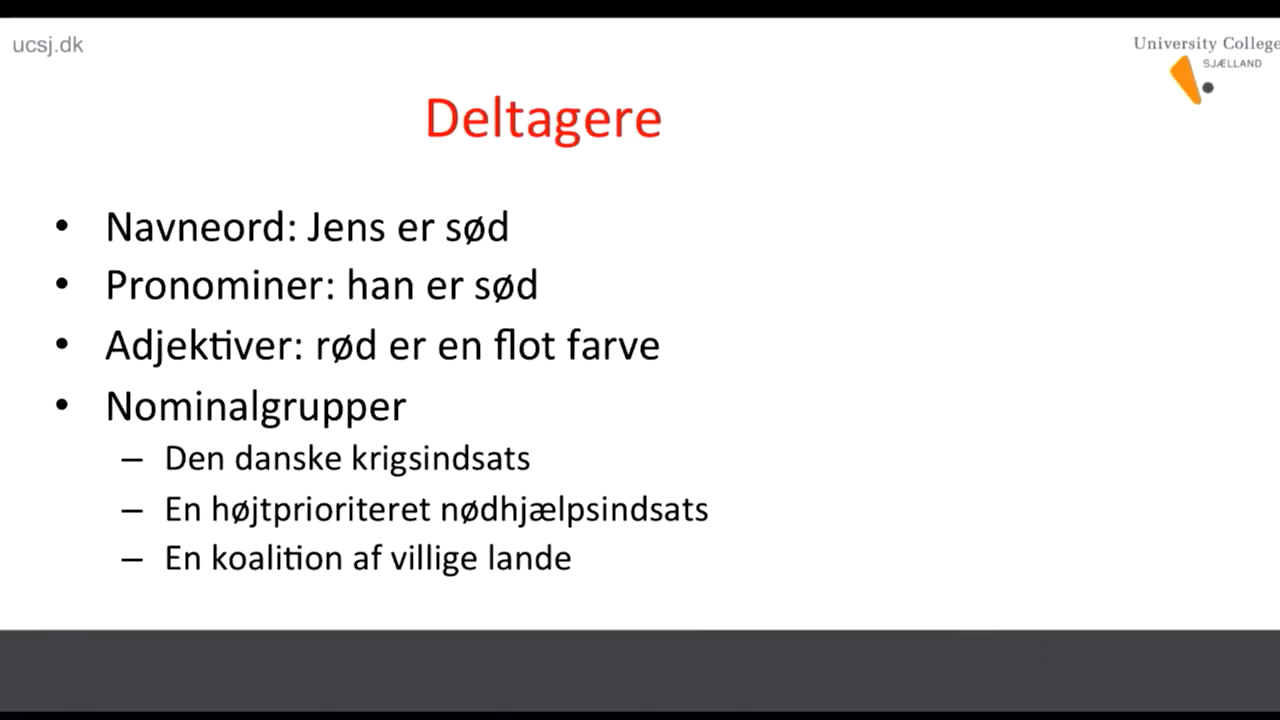 ucsj.dk
University College
SJÆLLAND
Deltagere
• Navneord: Jens er sød
• Pronominer: han er sød
• Adjektiver: rød er en flot farve
• Nominalgrupper
– Den danske krigsindsats
– En højtprioriteret nødhjælpsindsats
– En koalition af villige lande